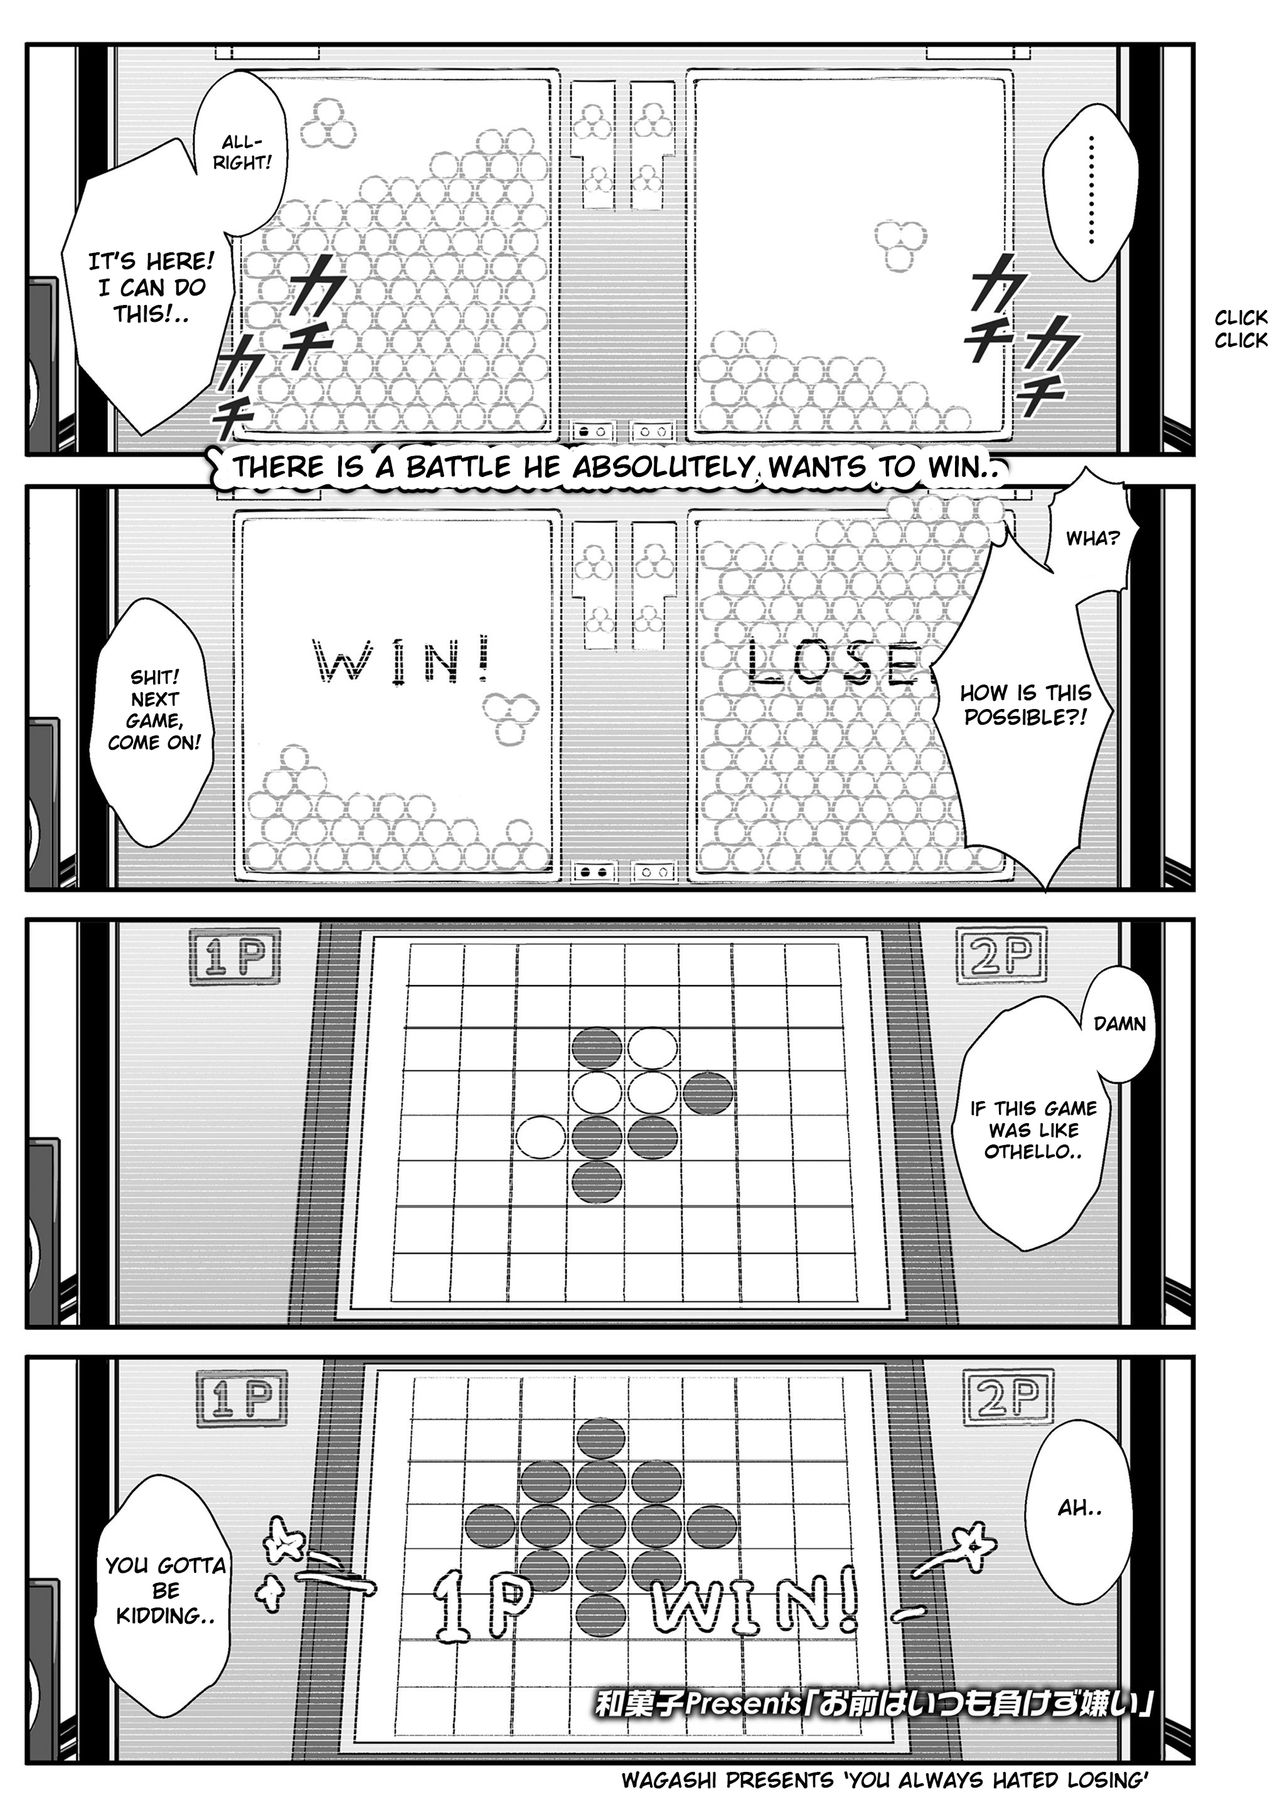 ALL-
RIGHT!
IT'S HERE!
I CAN DO
THIS!..
..........
カチ
カチ
カチ
カチ
CLICK
CLICK
THERE IS A BATTLE HE ABSOLUTELY WANTS TO WIN..
WHA?
HOW IS THIS
POSSIBLE?!
WIN!
LOSE
SHIT!
NEXT
GAME,
COME ON!
1P
2P
DAMN
IF THIS GAME
WAS LIKE
OTHELLO..
1P
2P
AH..
YOU GOTTA
BE
KIDDING..
1P WIN!
和菓子Presents「お前はいつも負けず嫌い」
WAGASHI PRESENTS 'YOU ALWAYS HATED LOSING'